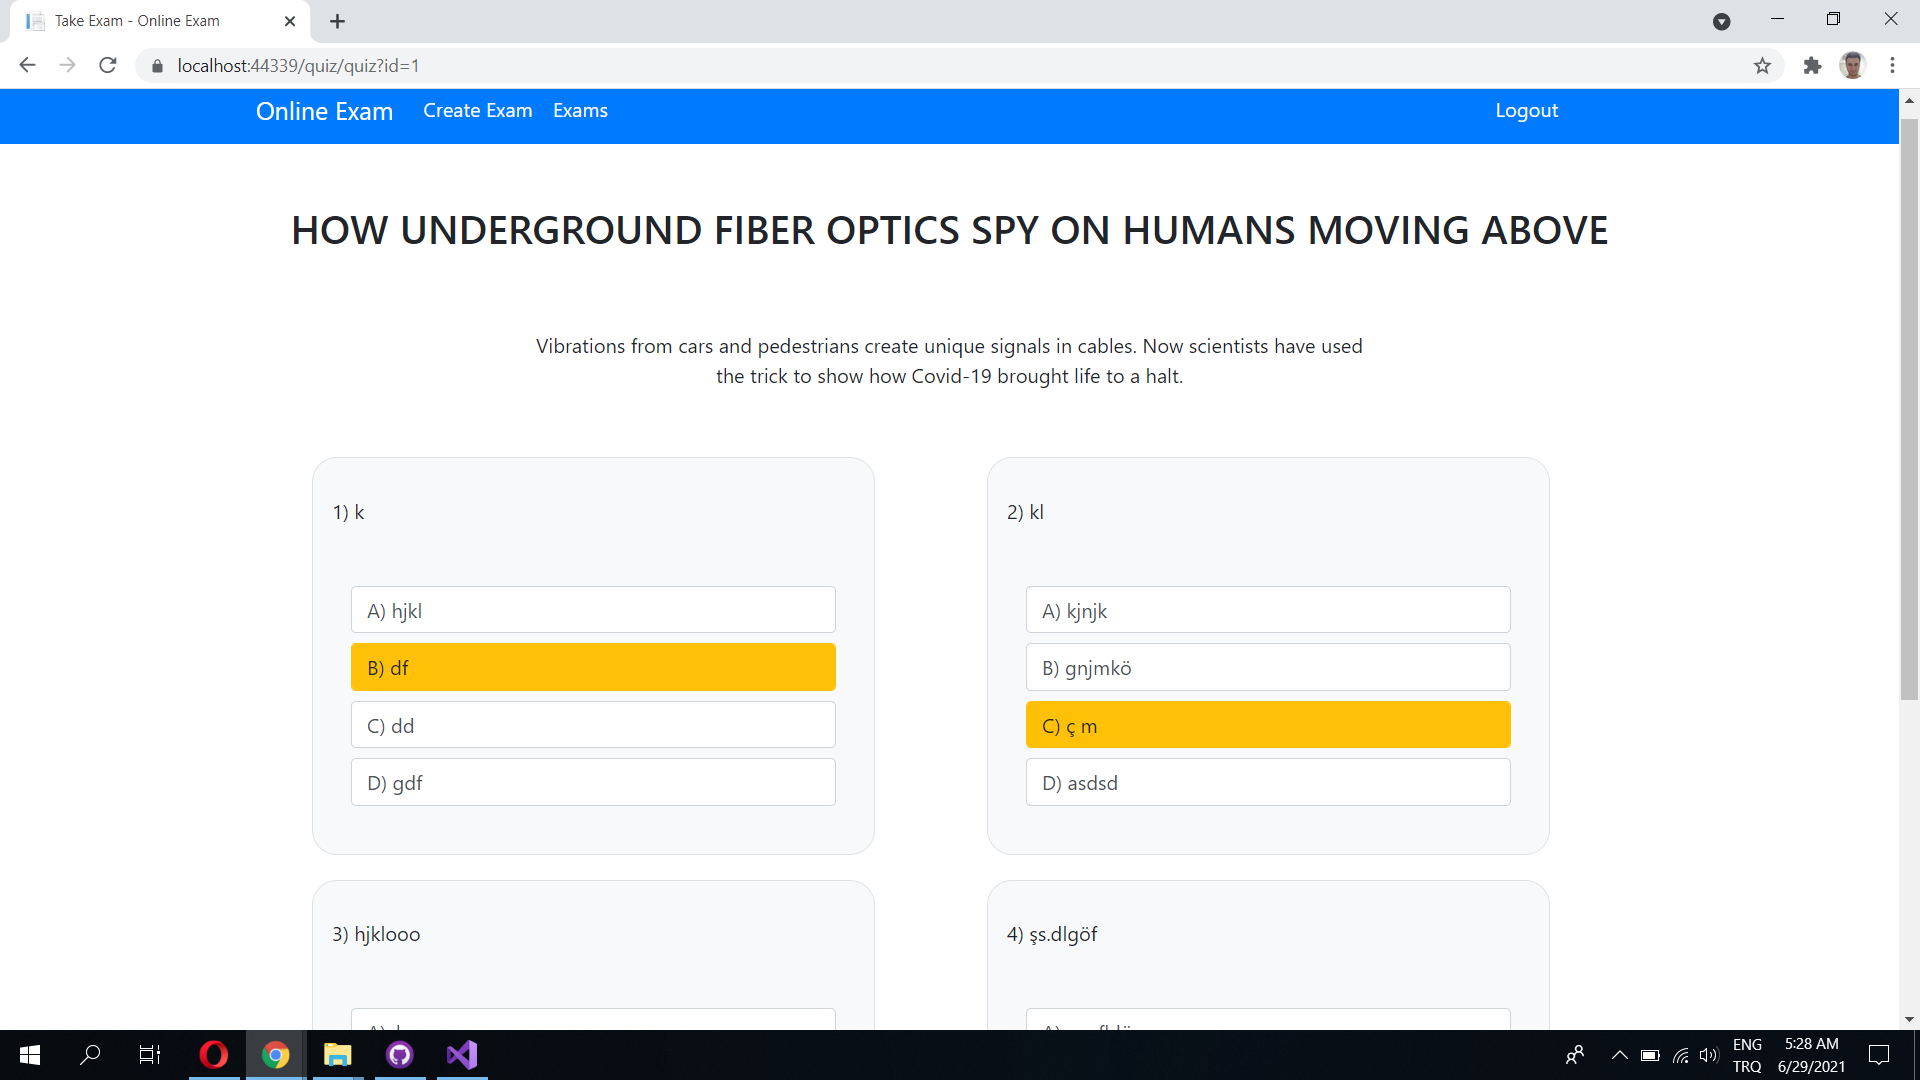 Take Exam - Online Exam
localhost:44339/quiz/quiz?id=1
Online Exam Create Exam Exams Logout
HOW UNDERGROUND FIBER OPTICS SPY ON HUMANS MOVING ABOVE
Vibrations from cars and pedestrians create unique signals in cables. Now scientists have used
the trick to show how Covid-19 brought life to a halt.
1) k
A) hjkl
B) df
C) dd
D) gdf
2) kl
A) kjnjk
B) gnjmkö
C) ç m
D) asdsd
3) hjklooo
4) şs.dlgöf
ENG
TRQ
5:28 AM
6/29/2021